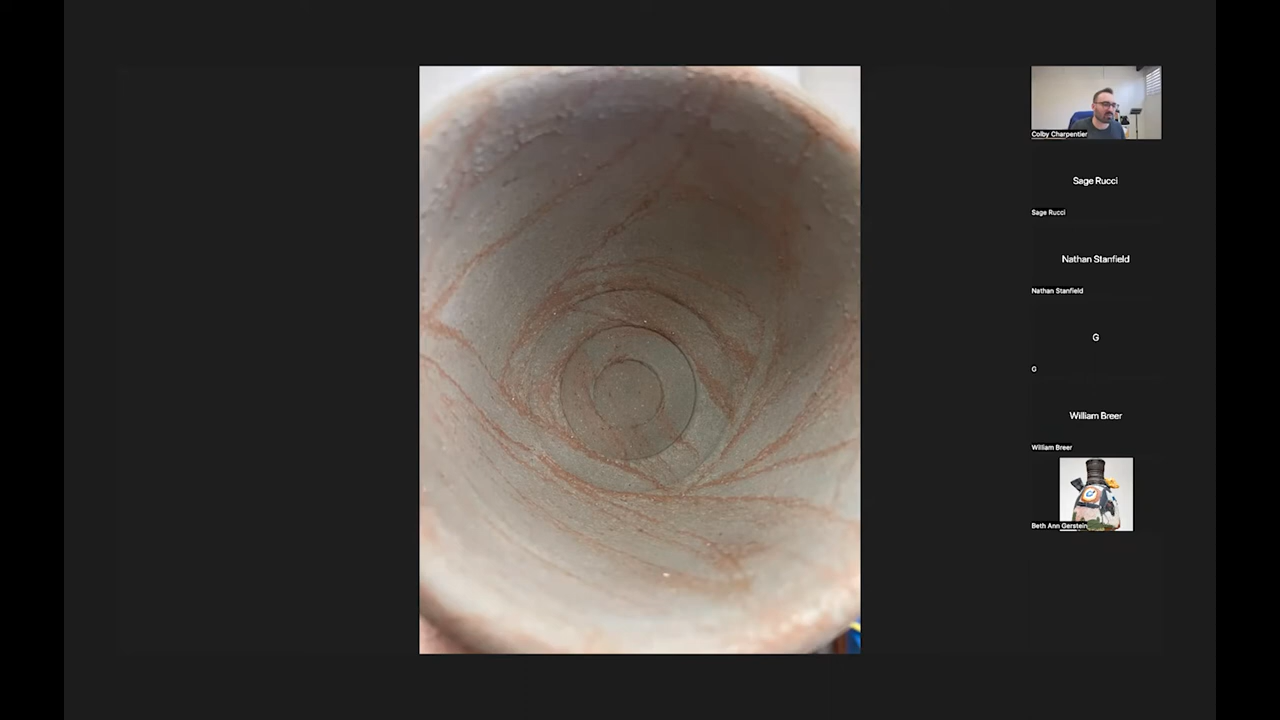 Colby Charpentier
Sage Rucci
Sage Rucci
Nathan Stanfield
Nathan Stanfield
G
G
William Breer
William Breer
Beth Ann Gerstein